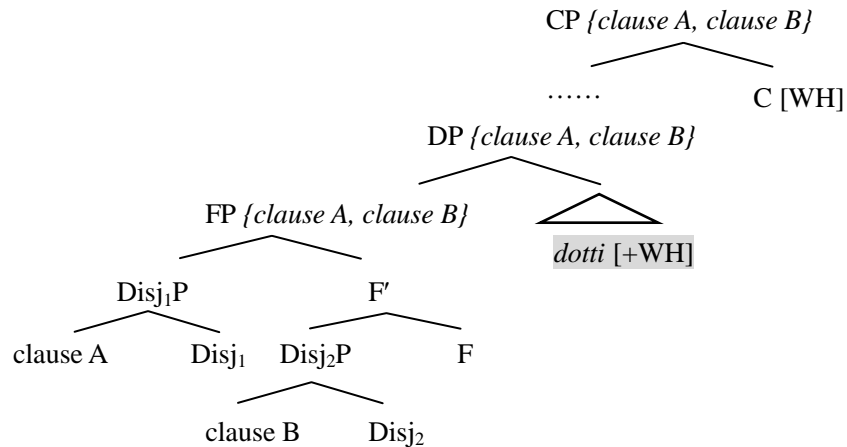 CP {clause A, clause B}
…… C [WH]
DP {clause A, clause B}
FP {clause A, clause B}
dotti [+WH]
Disj₁P F′
clause A Disj₁ Disj₂P F
clause B Disj₂